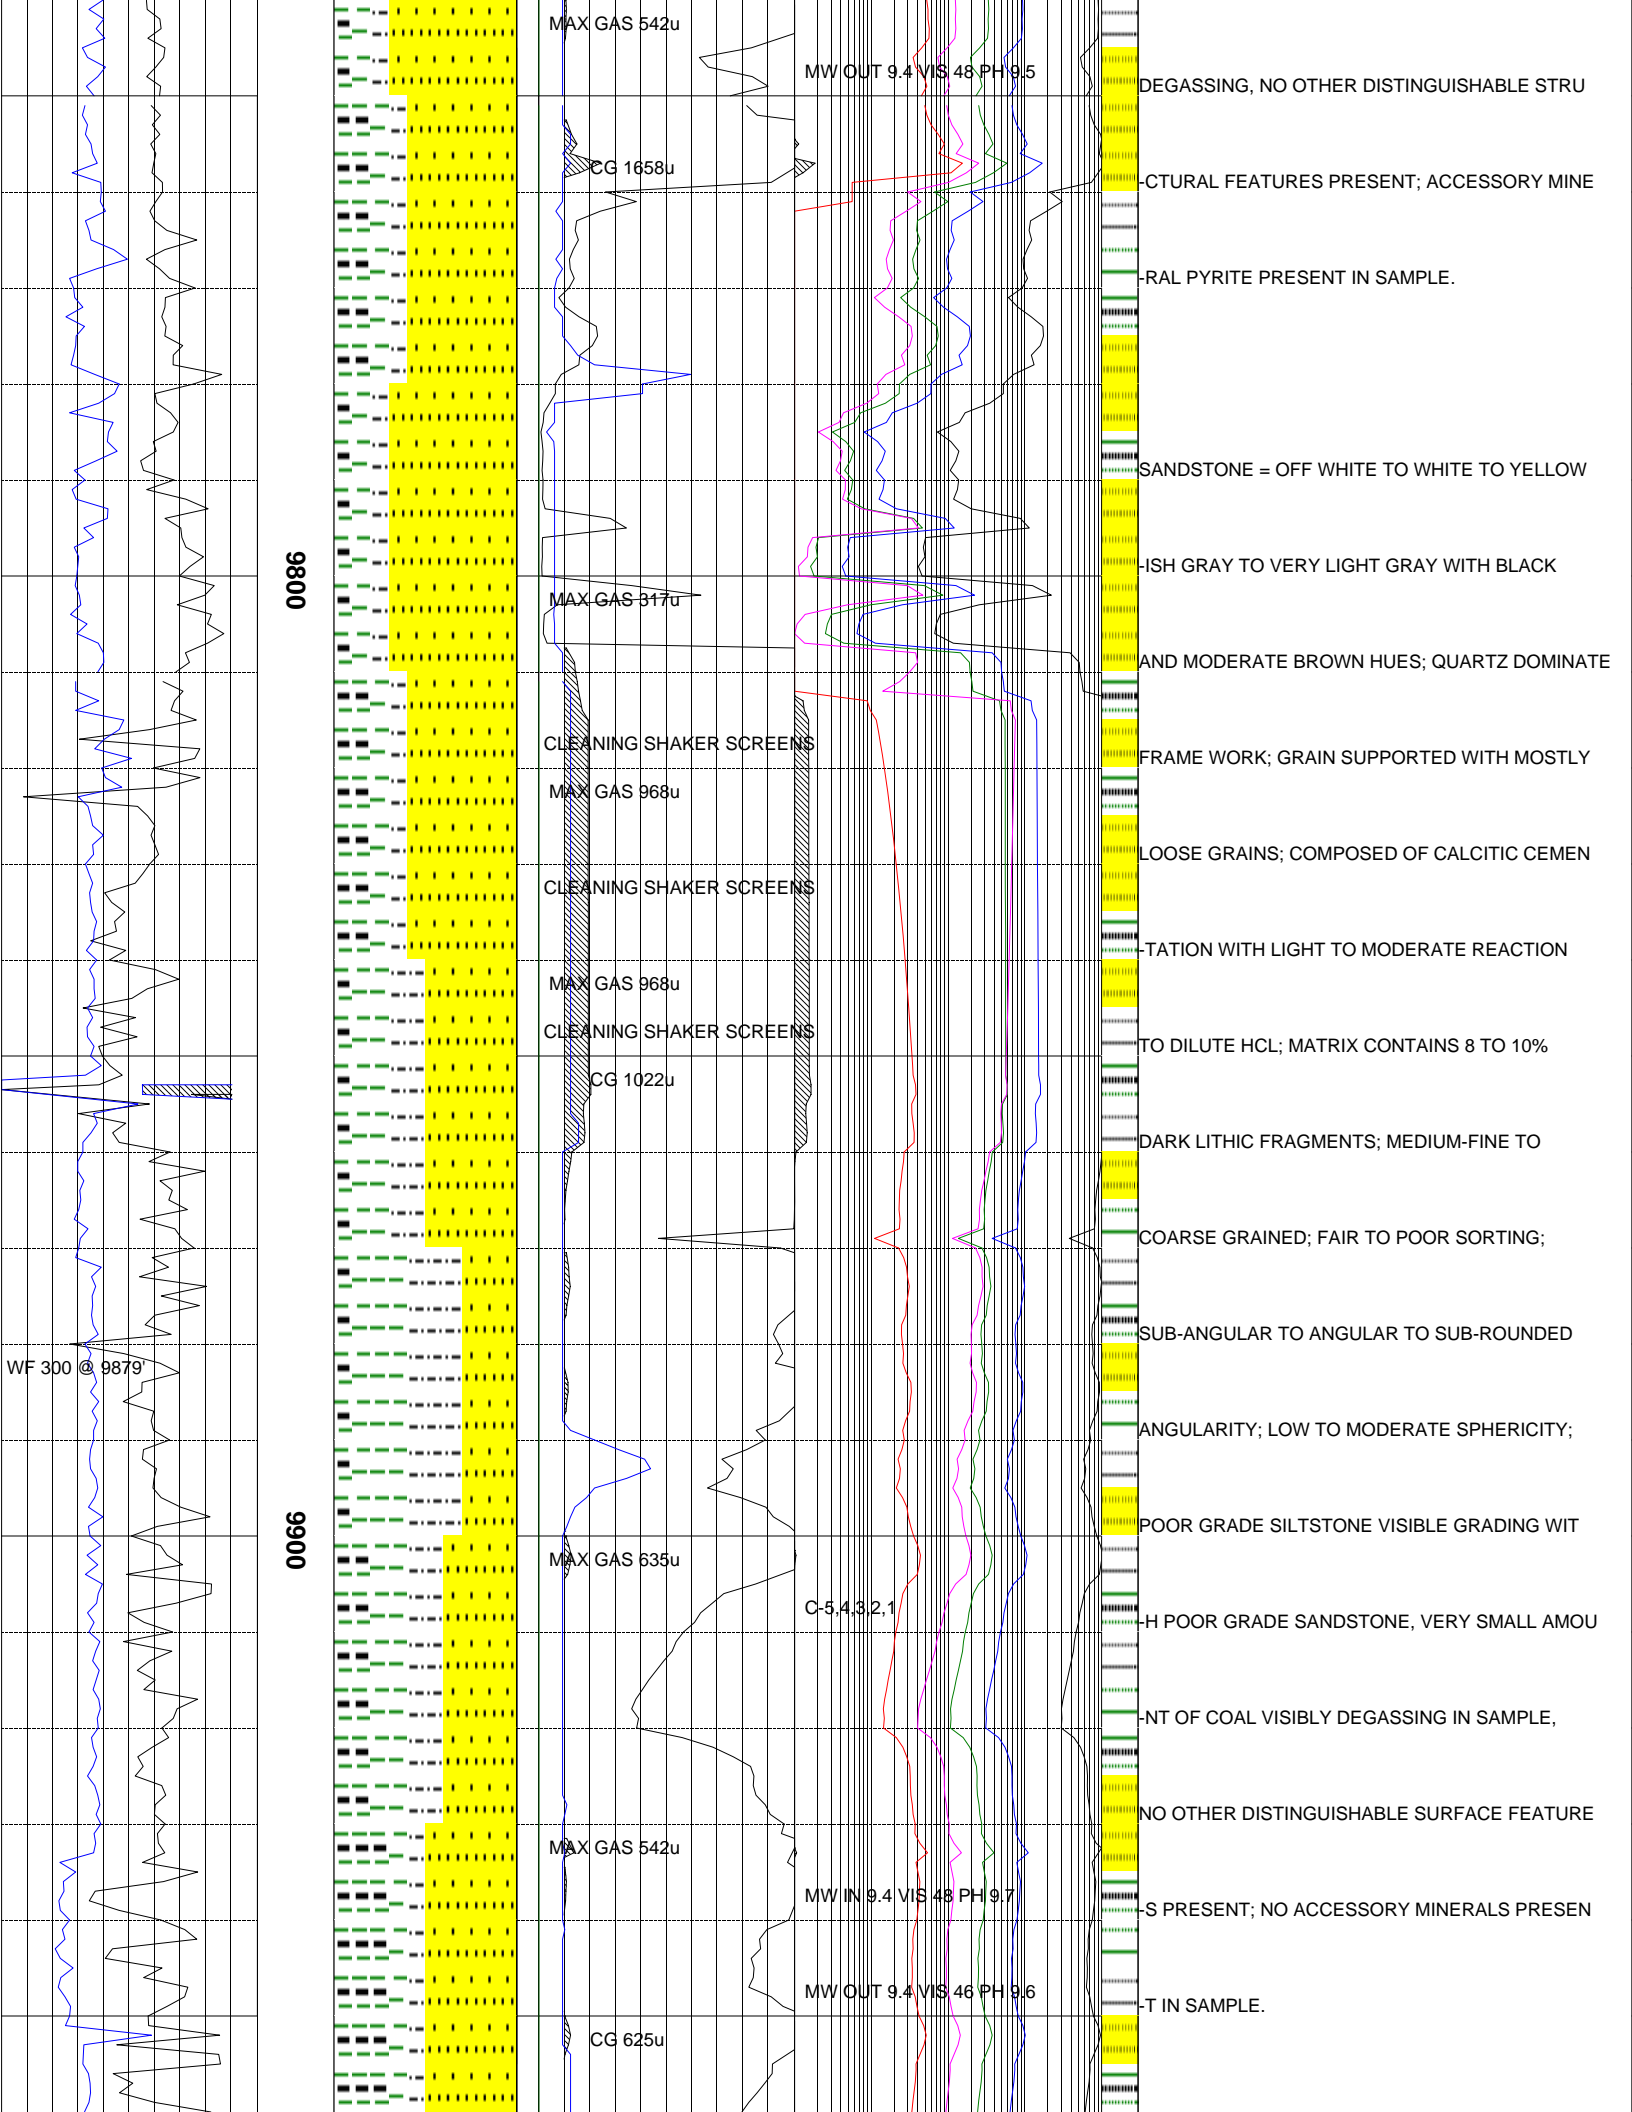 MAX GAS 542u
MW OUT 9.4 VIS 48 PH 9.5
DEGASSING, NO OTHER DISTINGUISHABLE STRU
CG 1658u
-CTURAL FEATURES PRESENT; ACCESSORY MINE
-RAL PYRITE PRESENT IN SAMPLE.
SANDSTONE = OFF WHITE TO WHITE TO YELLOW
-ISH GRAY TO VERY LIGHT GRAY WITH BLACK
9800
MAX GAS 317u
AND MODERATE BROWN HUES; QUARTZ DOMINATE
CLEANING SHAKER SCREENS
FRAME WORK; GRAIN SUPPORTED WITH MOSTLY
MAX GAS 968u
LOOSE GRAINS; COMPOSED OF CALCITIC CEMEN
CLEANING SHAKER SCREENS
-TATION WITH LIGHT TO MODERATE REACTION
MAX GAS 968u
CLEANING SHAKER SCREENS
TO DILUTE HCL; MATRIX CONTAINS 8 TO 10%
CG 1022u
DARK LITHIC FRAGMENTS; MEDIUM-FINE TO
COARSE GRAINED; FAIR TO POOR SORTING;
SUB-ANGULAR TO ANGULAR TO SUB-ROUNDED
WF 300 @ 9879'
ANGULARITY; LOW TO MODERATE SPHERICITY;
POOR GRADE SILTSTONE VISIBLE GRADING WIT
9900
MAX GAS 635u
C-5,4,3,2,1
-H POOR GRADE SANDSTONE, VERY SMALL AMOU
-NT OF COAL VISIBLY DEGASSING IN SAMPLE,
NO OTHER DISTINGUISHABLE SURFACE FEATURE
MAX GAS 542u
MW IN 9.4 VIS 48 PH 9.7
-S PRESENT; NO ACCESSORY MINERALS PRESEN
MW OUT 9.4 VIS 46 PH 9.6
-T IN SAMPLE.
CG 625u